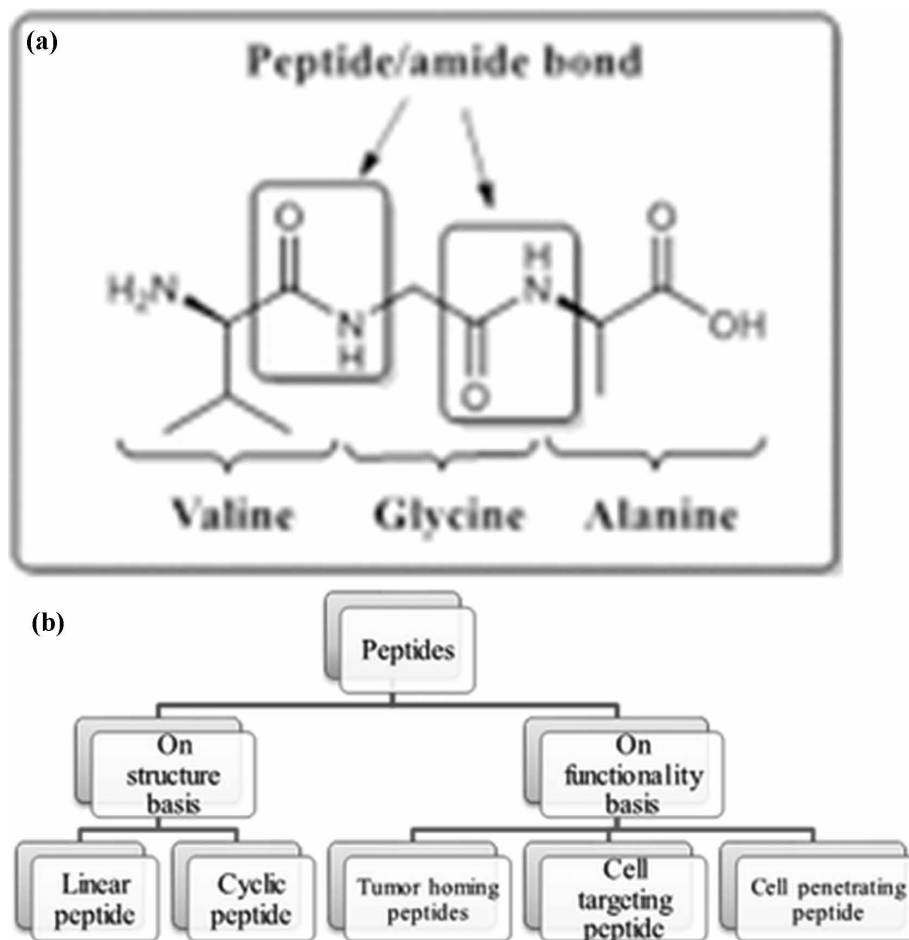 (a)
Peptide/amide bond
O
H
N
O
H₂N
N
H
O
OH
Valine
Glycine
Alanine
(b)
Peptides
On
structure
basis
On
functionality
basis
Linear
peptide
Cyclic
peptide
Tumor homing
peptides
Cell
targeting
peptide
Cell penetrating
peptide